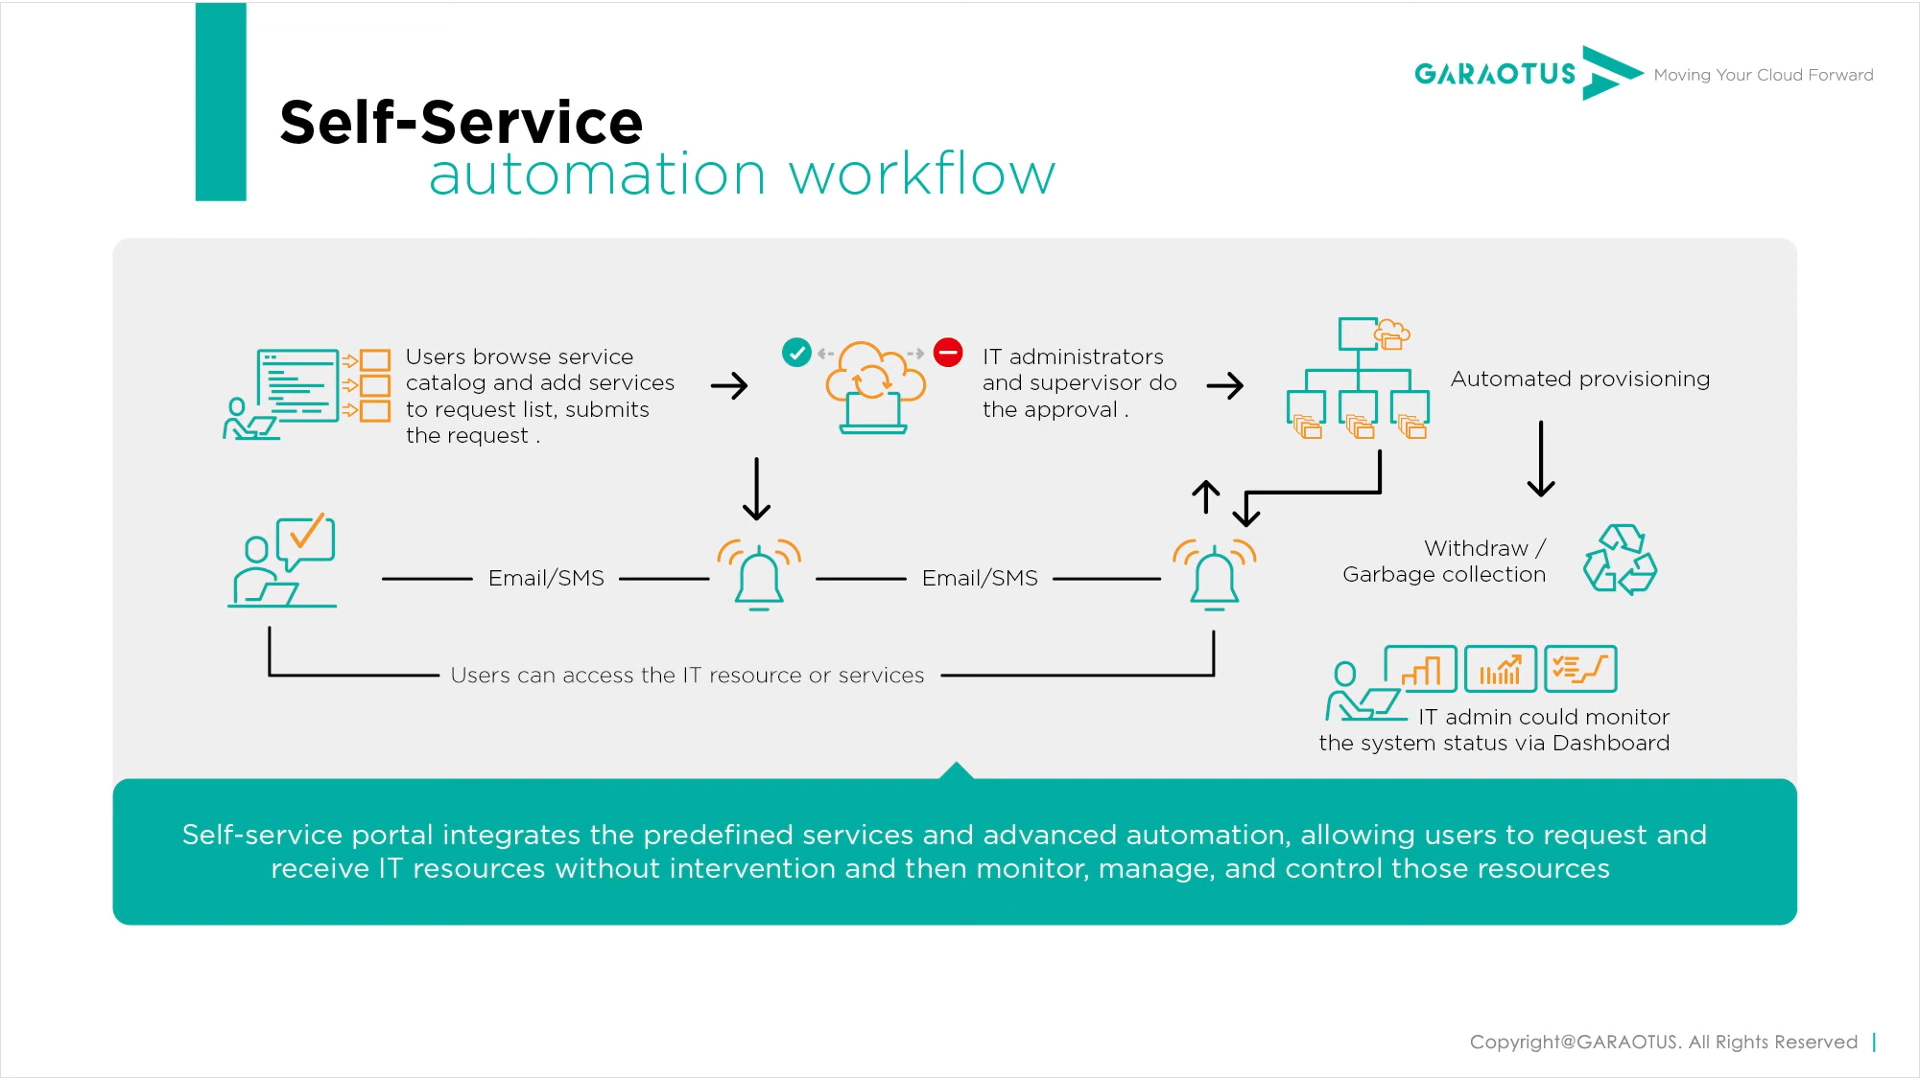 GARAOTUS
Moving Your Cloud Forward
Self-Service
automation workflow
Users browse service
catalog and add services
to request list, submits
the request .
IT administrators
and supervisor do
the approval .
Automated provisioning
Email/SMS
Email/SMS
Withdraw /
Garbage collection
Users can access the IT resource or services
IT admin could monitor
the system status via Dashboard
Self-service portal integrates the predefined services and advanced automation, allowing users to request and
receive IT resources without intervention and then monitor, manage, and control those resources
Copyright@GARAOTUS. All Rights Reserved |